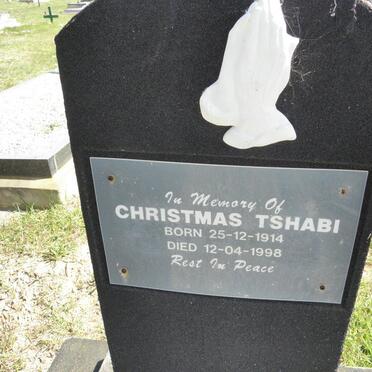 In Memory Of
CHRISTMAS TSHABI
BORN 25-12-1914
DIED 12-04-1998
Rest In Peace